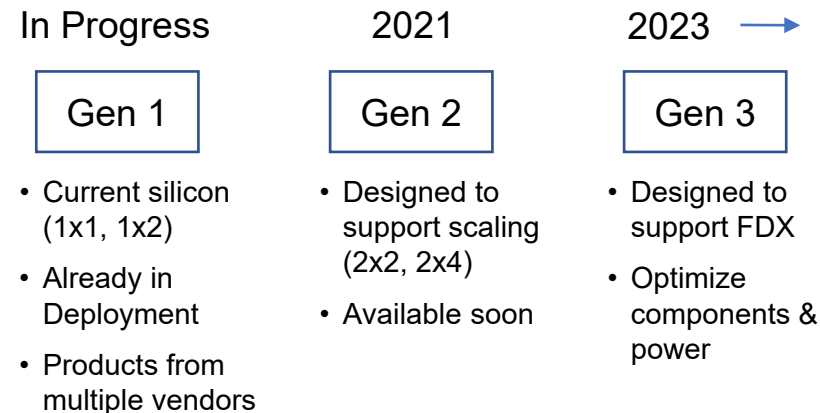 In Progress
2021
2023
Gen 1
Gen 2
Gen 3
• Current silicon
(1x1, 1x2)
• Already in
Deployment
• Products from
multiple vendors
• Designed to
support scaling
(2x2, 2x4)
• Available soon
• Designed to
support FDX
• Optimize
components &
power